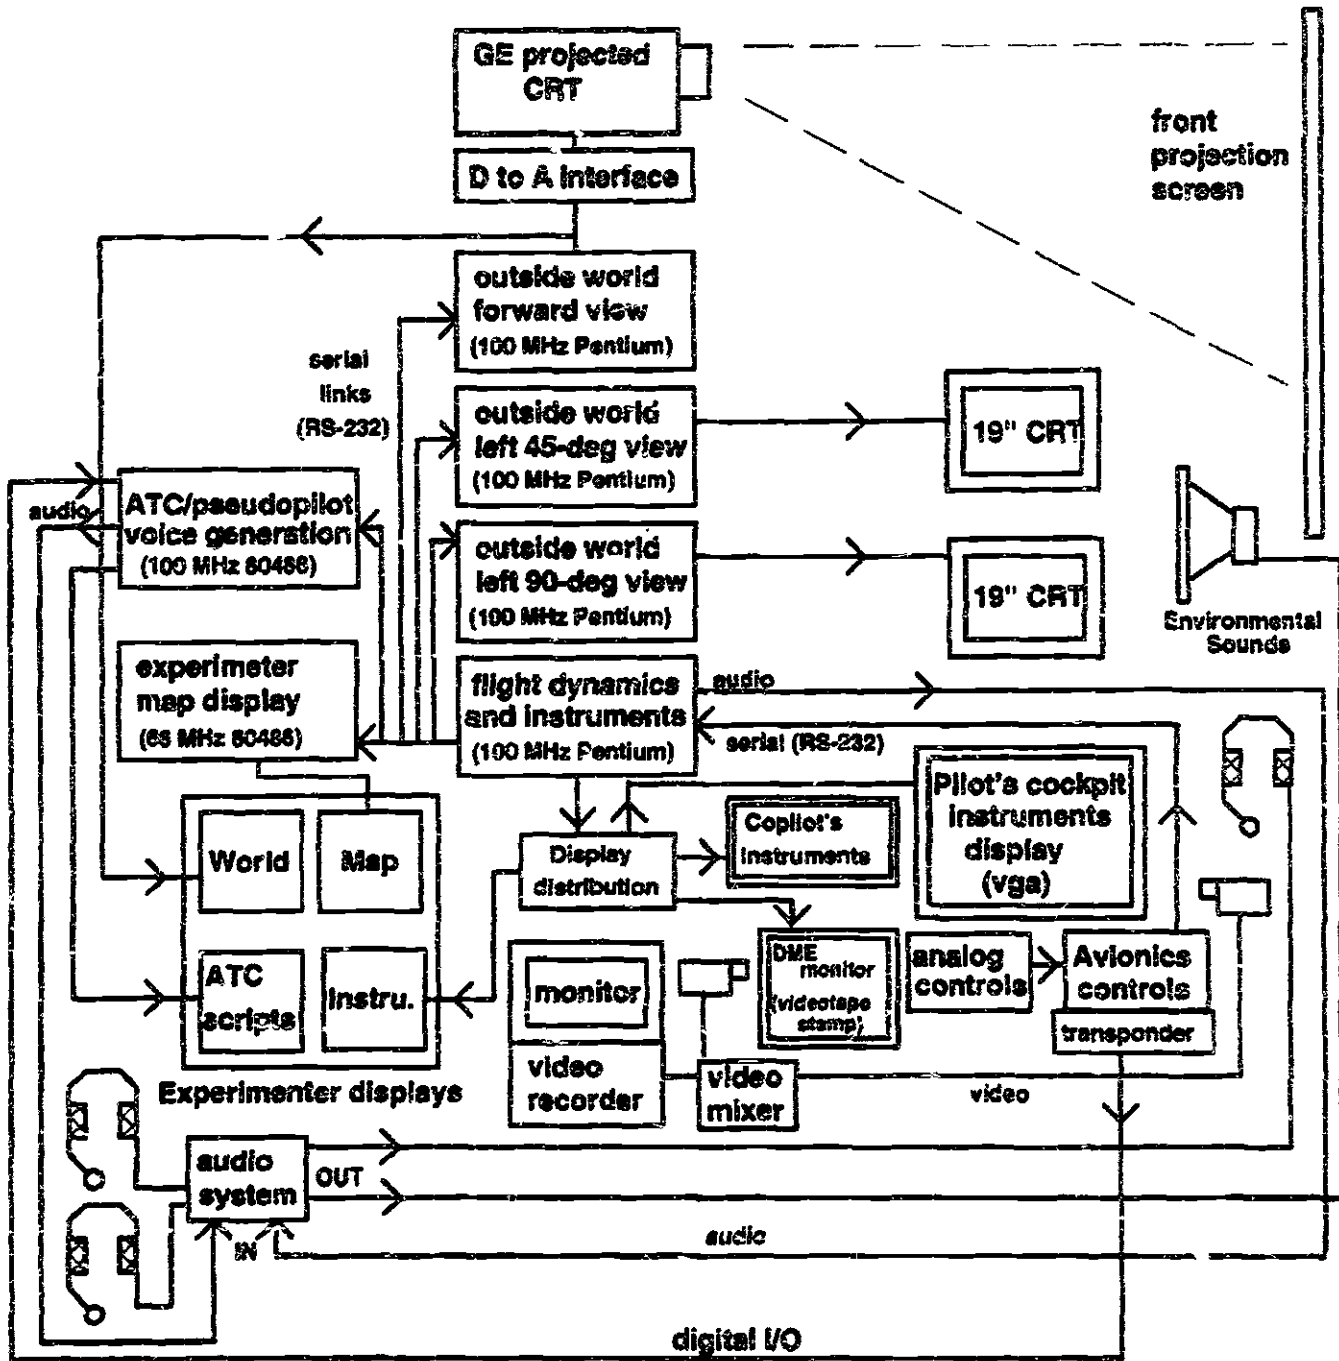 GE projected
CRT
D to A interface
front
projection
screen
outside world
forward view
(100 MHz Pentium)
serial
links
(RS-232)
outside world
left 45-deg view
(100 MHz Pentium)
19" CRT
audio
ATC/pseudopilot
voice generation
(100 MHz 80486)
outside world
left 90-deg view
(100 MHz Pentium)
19" CRT
Environmental
Sounds
experimeter
map display
(66 MHz 80486)
flight dynamics
and instruments
(100 MHz Pentium)
audio
serial (RS-232)
World
Map
ATC
scripts
Instru.
Experimenter displays
Display
distribution
Copilot's
instruments
Pilot's cockpit
instruments
display
(vga)
monitor
video
recorder
DME
monitor
(videotape
stamp)
analog
controls
Avionics
controls
transponder
video
mixer
video
audio
system
OUT
IN
audio
digital I/O